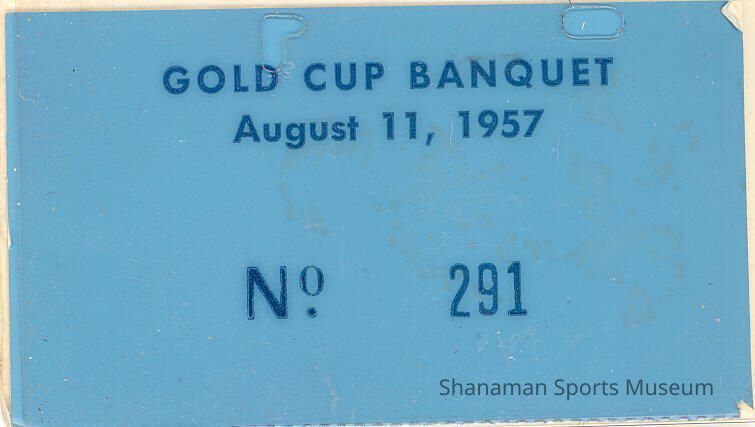 GOLD CUP BANQUET
August 11, 1957
Nº. 291
Shanaman Sports Museum